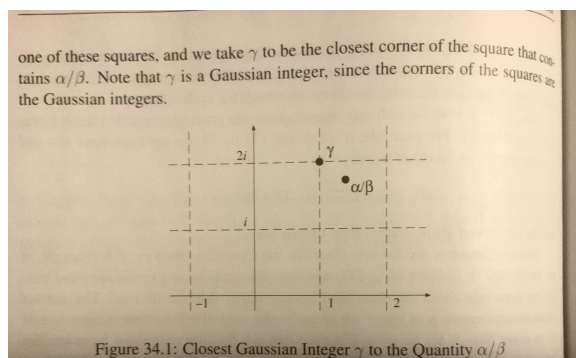 one of these squares, and we take γ to be the closest corner of the square that con-
tains α/β. Note that γ is a Gaussian integer, since the corners of the squares are
the Gaussian integers.
2i
γ
α/β
i
−1
1
2
Figure 34.1: Closest Gaussian Integer γ to the Quantity α/β